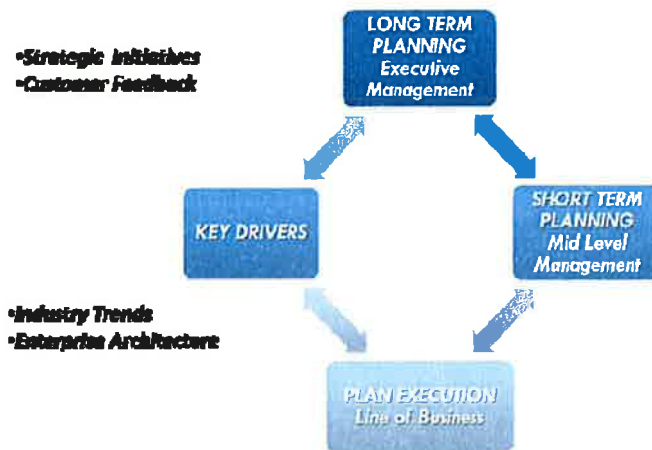 LONG TERM
PLANNING
Executive
Management
•Strategic Initiatives
•Customer Feedback
KEY DRIVERS
SHORT TERM
PLANNING
Mid Level
Management
•Industry Trends
•Enterprise Architecture
PLAN EXECUTION
Line of Business